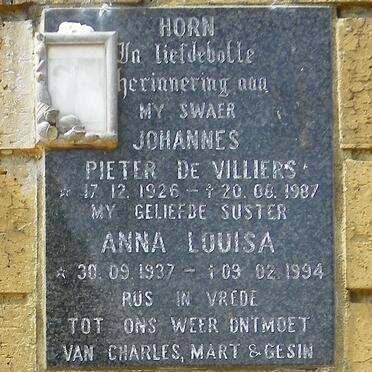 HORN
In liefdevolle
herinnering aan
MY SWAER
JOHANNES
PIETER DE VILLIERS
* 17.12.1926 - † 20.08.1987
MY GELIEFDE SUSTER
ANNA LOUISA
* 30.09.1937 - † 09.02.1994
RUS IN VREDE
TOT ONS WEER ONTMOET
VAN CHARLES, MART & GESIN